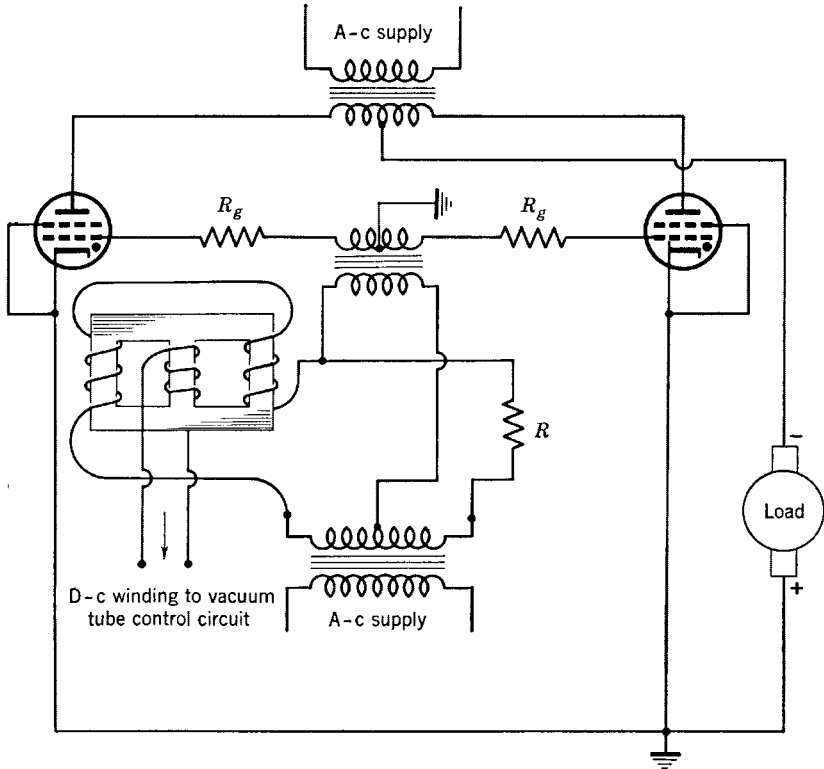 A-c supply
R_g
R_g
R
-
Load
+
D-c winding to vacuum
tube control circuit
A-c supply